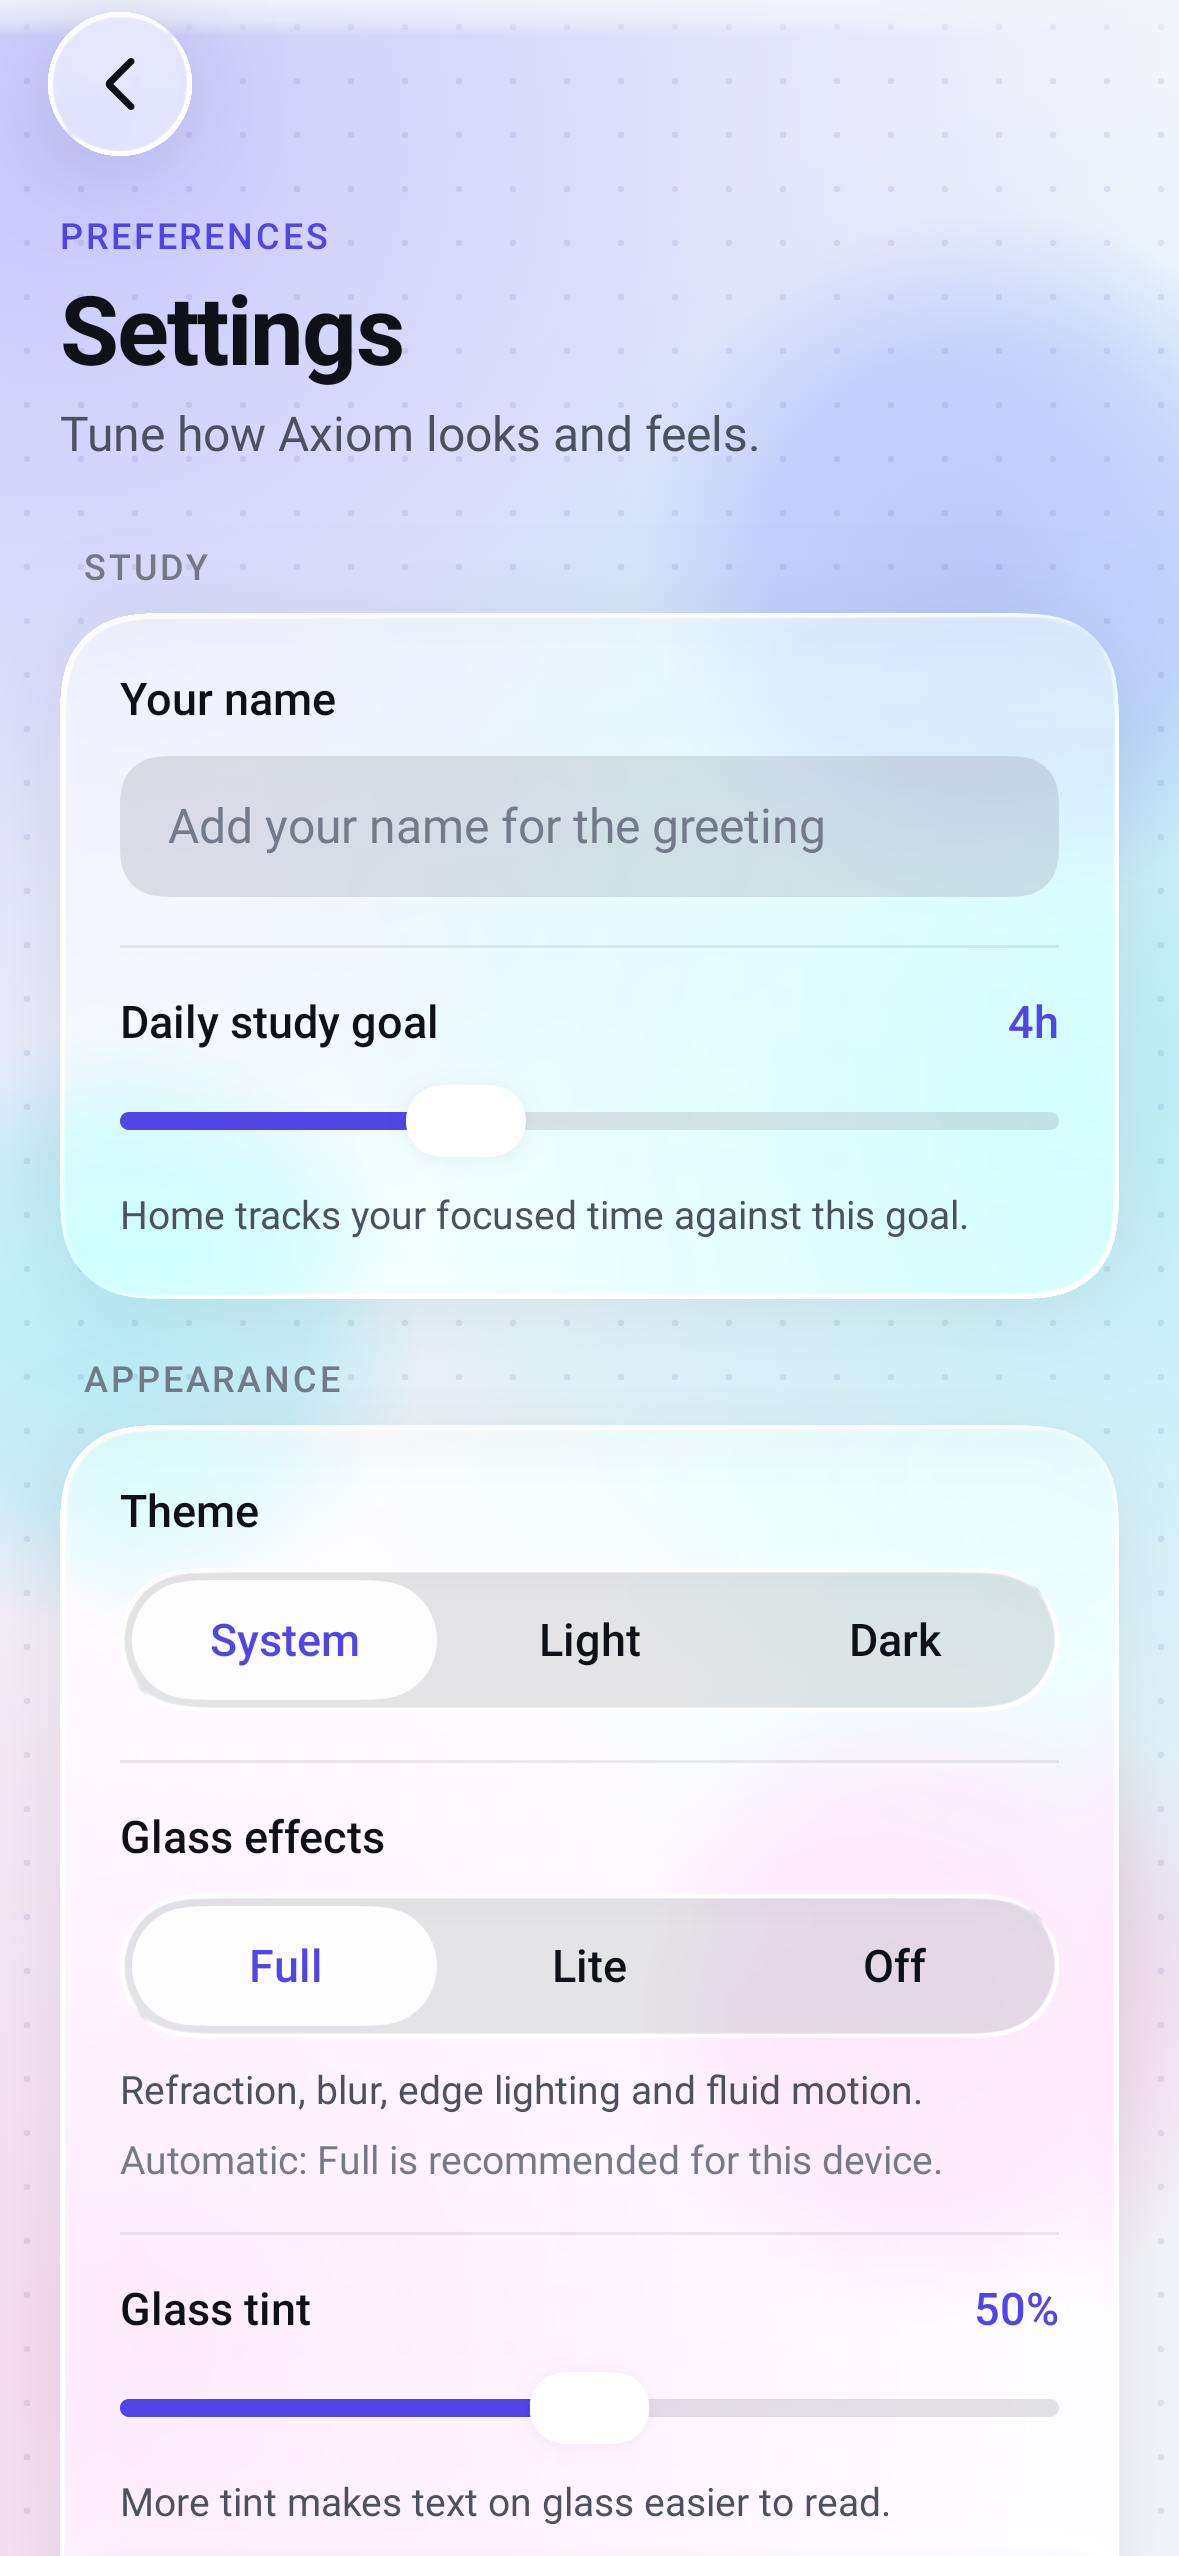 PREFERENCES
Settings
Tune how Axiom looks and feels.
STUDY
Your name
Add your name for the greeting
Daily study goal 4h
Home tracks your focused time against this goal.
APPEARANCE
Theme
System Light Dark
Glass effects
Full Lite Off
Refraction, blur, edge lighting and fluid motion.
Automatic: Full is recommended for this device.
Glass tint 50%
More tint makes text on glass easier to read.